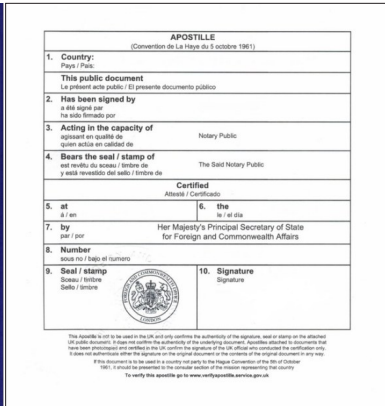 APOSTILLE
(Convention de La Haye du 5 octobre 1961)
1. Country:
Pays / Pais:
This public document
Le présent acte public / El presente documento público
2. Has been signed by
a été signé par
ha sido firmado por
3. Acting in the capacity of
agissant en qualité de
quien actúa en calidad de
Notary Public
4. Bears the seal / stamp of
est revêtu du sceau / timbre de
y está revestido del sello / timbre de
The Said Notary Public
Certified
Attesté / Certificado
5. at
á / en
6. the
le / el día
7. by
par / por
Her Majesty's Principal Secretary of State
for Foreign and Commonwealth Affairs
8. Number
sous no / bajo el numero
9. Seal / stamp
Sceau / timbre
Sello / timbre
10. Signature
Signature
This Apostille is not to be used in the UK and only confirms the authenticity of the signature, seal or stamp on the attached
UK public document. It does not confirm the authenticity of the underlying document. Apostilles attached to documents that
have been photocopied and certified in the UK confirm the signature of the UK official who conducted the certification only.
It does not authenticate either the signature on the original document or the contents of the original document in any way.
If this document is to be used in a country not party to the Hague Convention of the 5th of October
1961, it should be presented to the consular section of the mission representing that country
To verify this apostille go to www.verifyapostille.service.gov.uk